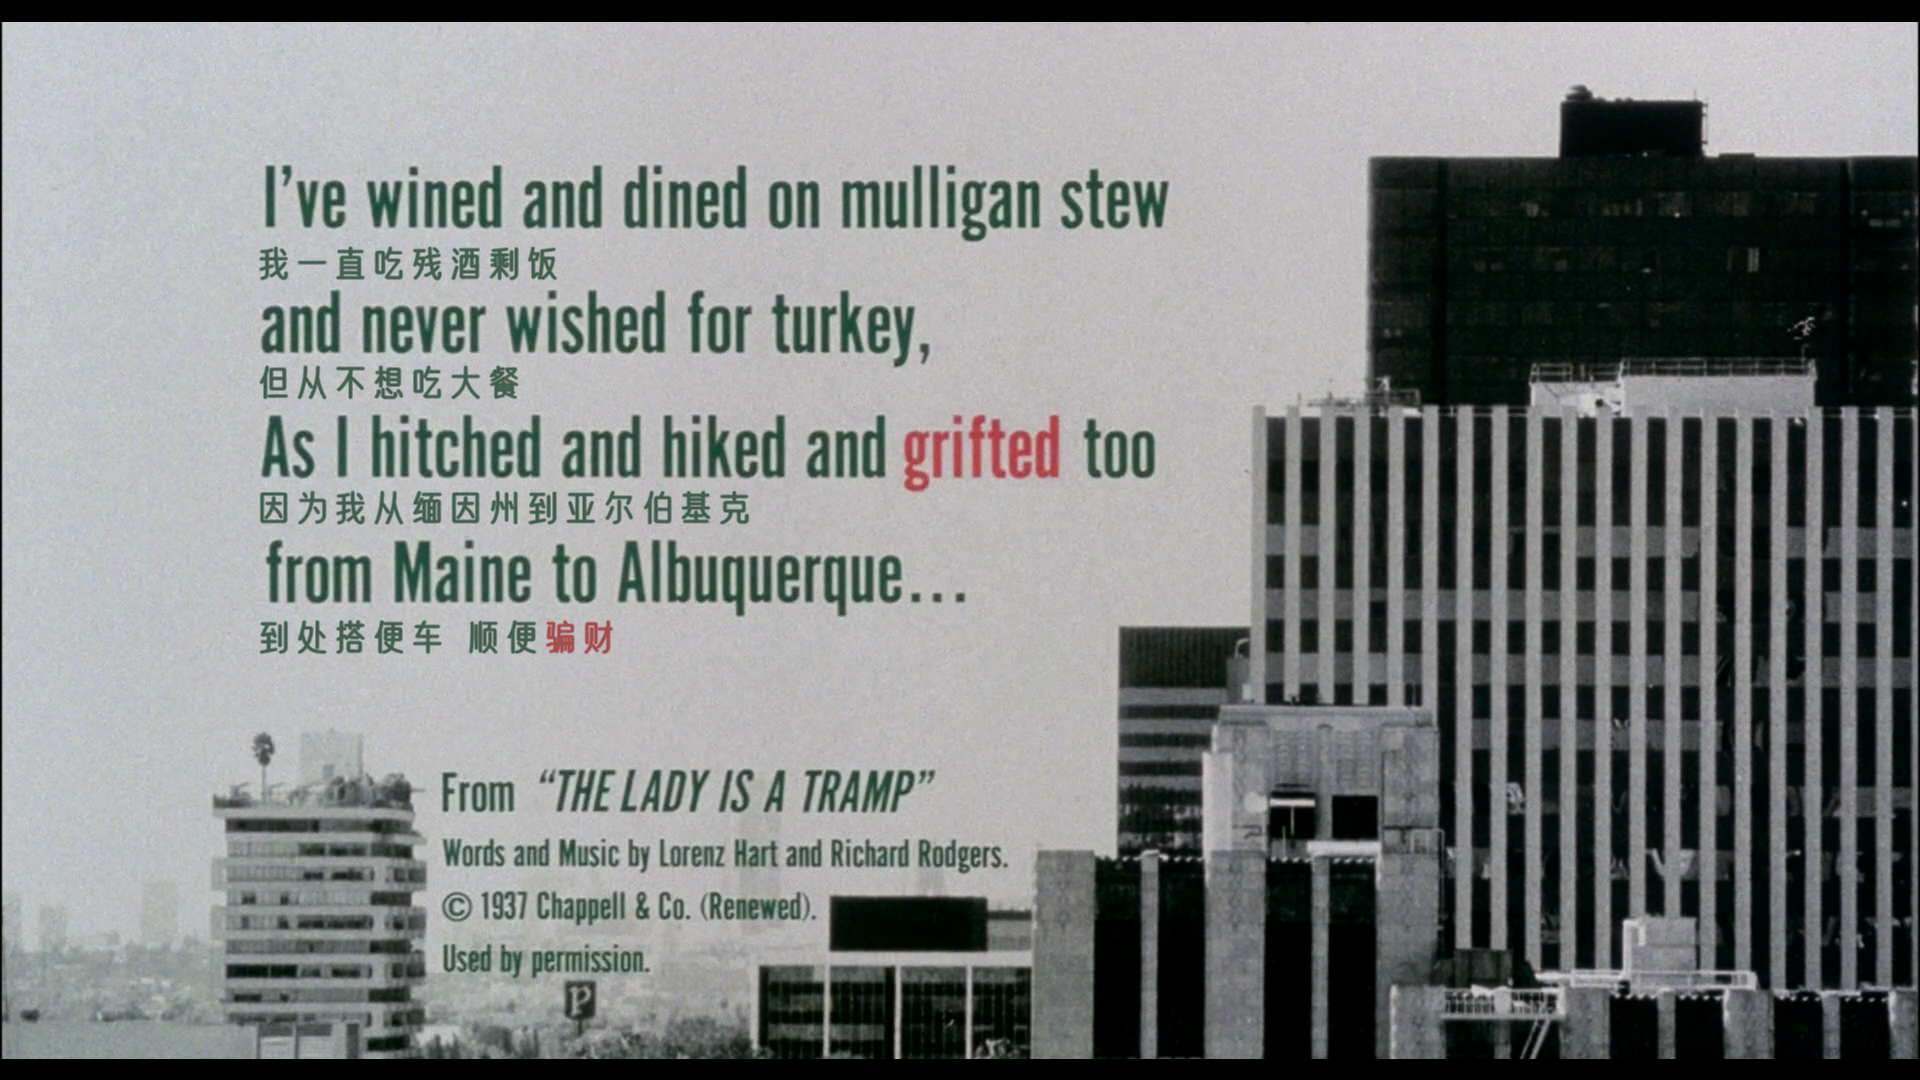 I've wined and dined on mulligan stew
我一直吃残酒剩饭
and never wished for turkey,
但从不想吃大餐
As I hitched and hiked and grifted too
因为我从缅因州到亚尔伯基克
from Maine to Albuquerque...
到处搭便车 顺便骗财
From “THE LADY IS A TRAMP”
Words and Music by Lorenz Hart and Richard Rodgers.
© 1937 Chappell & Co. (Renewed).
Used by permission.
P